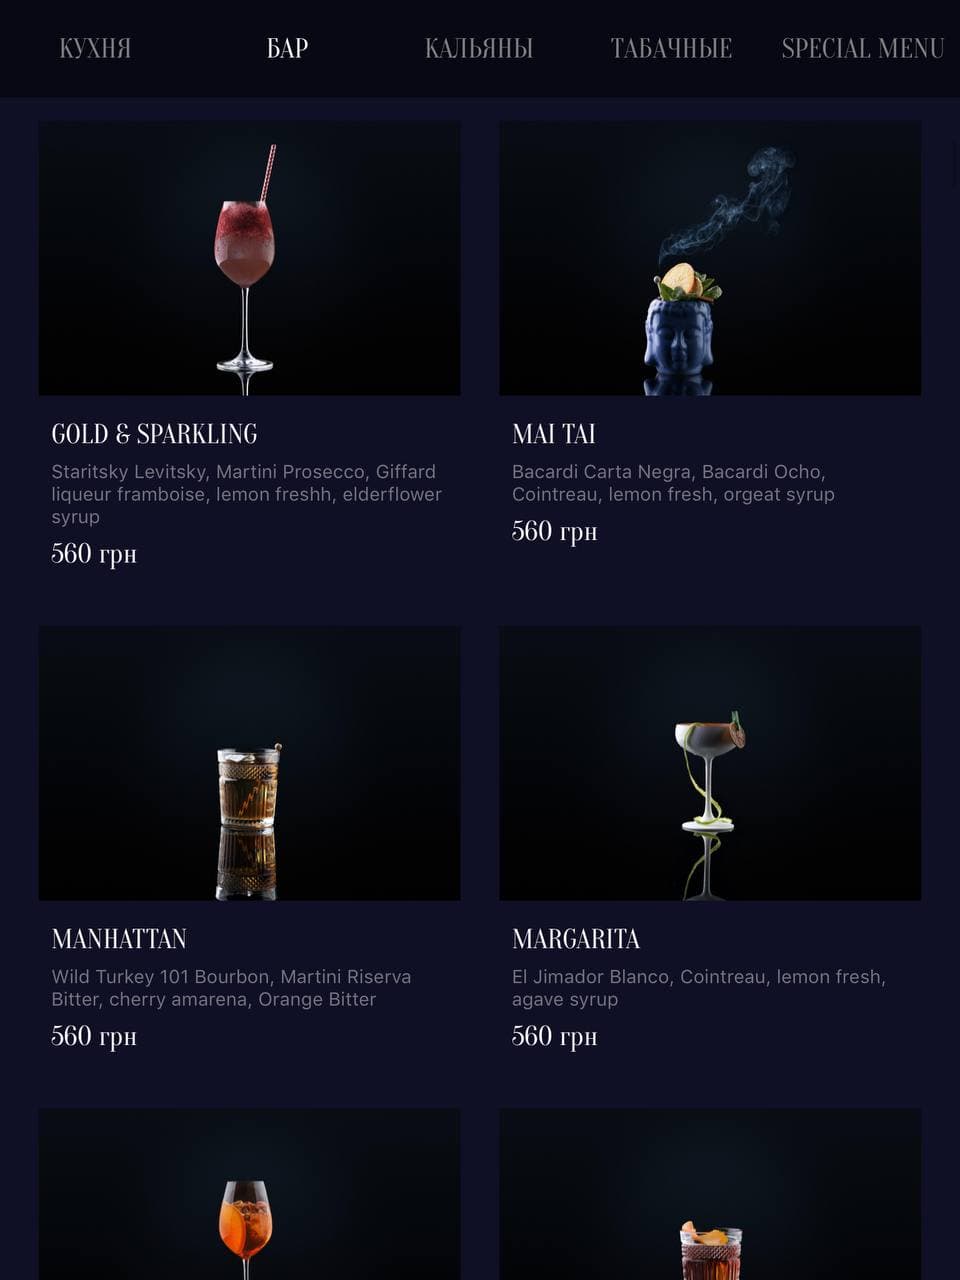 КУХНЯ БАР КАЛЬЯНЫ ТАБАЧНЫЕ SPECIAL MENU
GOLD & SPARKLING
Staritsky Levitsky, Martini Prosecco, Giffard
liqueur framboise, lemon freshh, elderflower
syrup
560 грн
MAI TAI
Bacardi Carta Negra, Bacardi Ocho,
Cointreau, lemon fresh, orgeat syrup
560 грн
MANHATTAN
Wild Turkey 101 Bourbon, Martini Riserva
Bitter, cherry amarena, Orange Bitter
560 грн
MARGARITA
El Jimador Blanco, Cointreau, lemon fresh,
agave syrup
560 грн